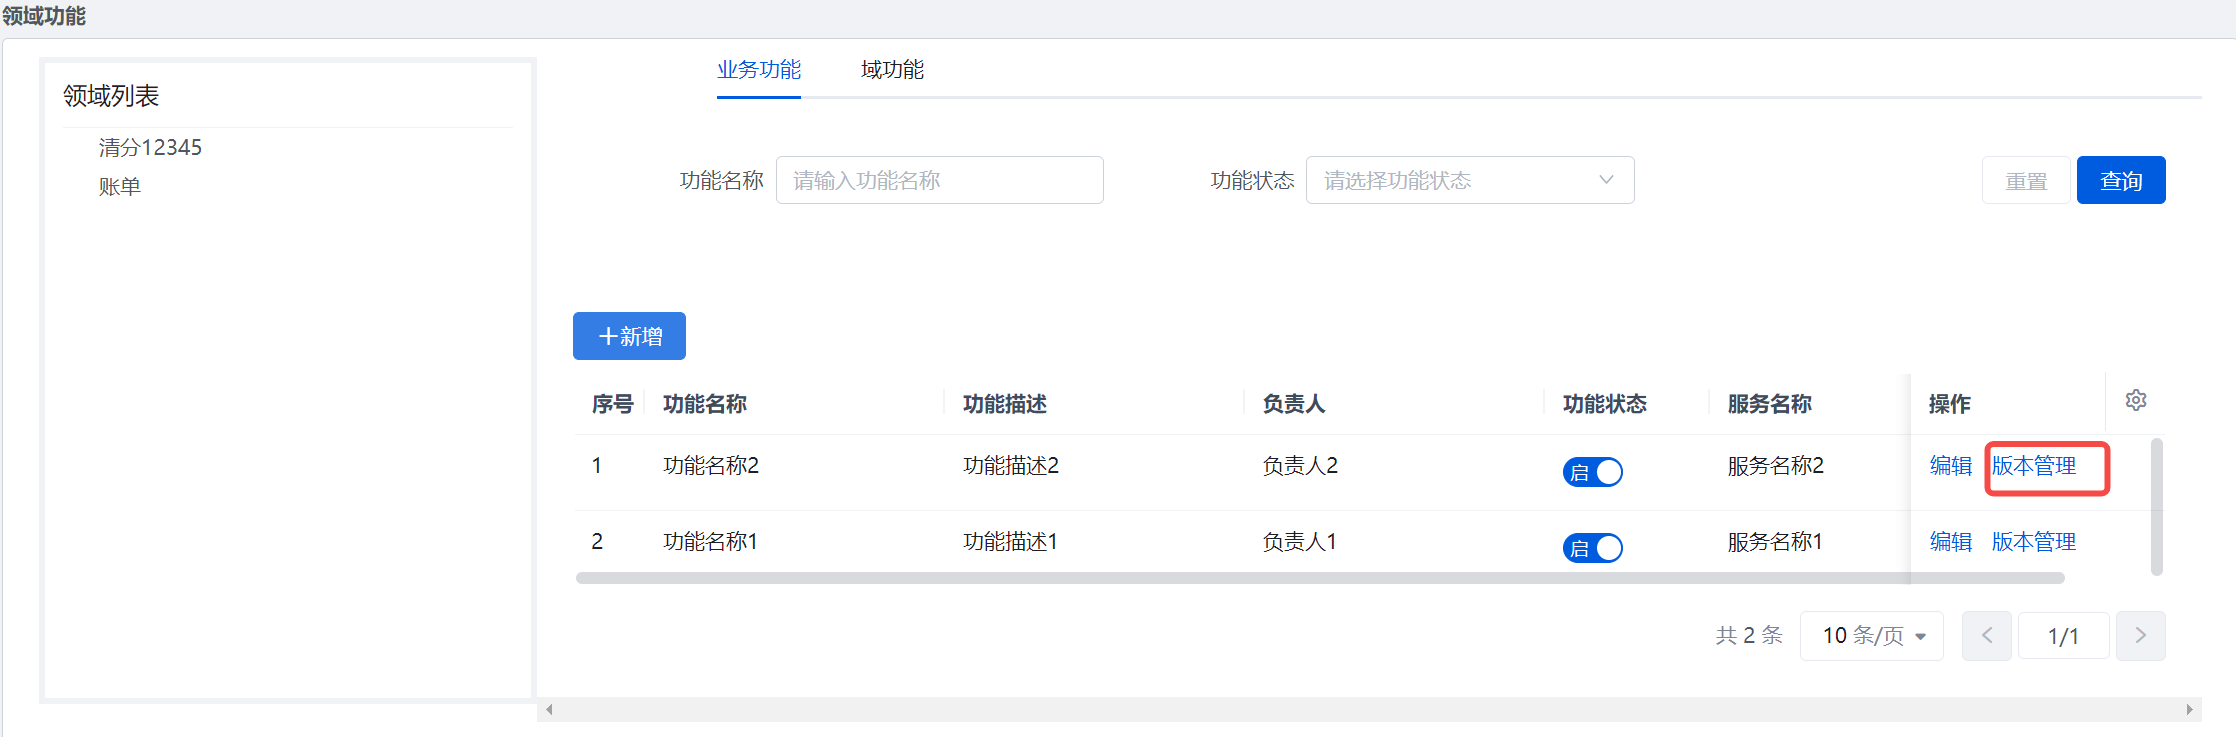 领域功能
领域列表
清分12345
账单
业务功能 域功能
功能名称 请输入功能名称 功能状态 请选择功能状态 重置 查询
＋新增
序号 功能名称 功能描述 负责人 功能状态 服务名称 操作
1 功能名称2 功能描述2 负责人2 启 服务名称2 编辑 版本管理
2 功能名称1 功能描述1 负责人1 启 服务名称1 编辑 版本管理
共 2 条 10 条/页 1/1